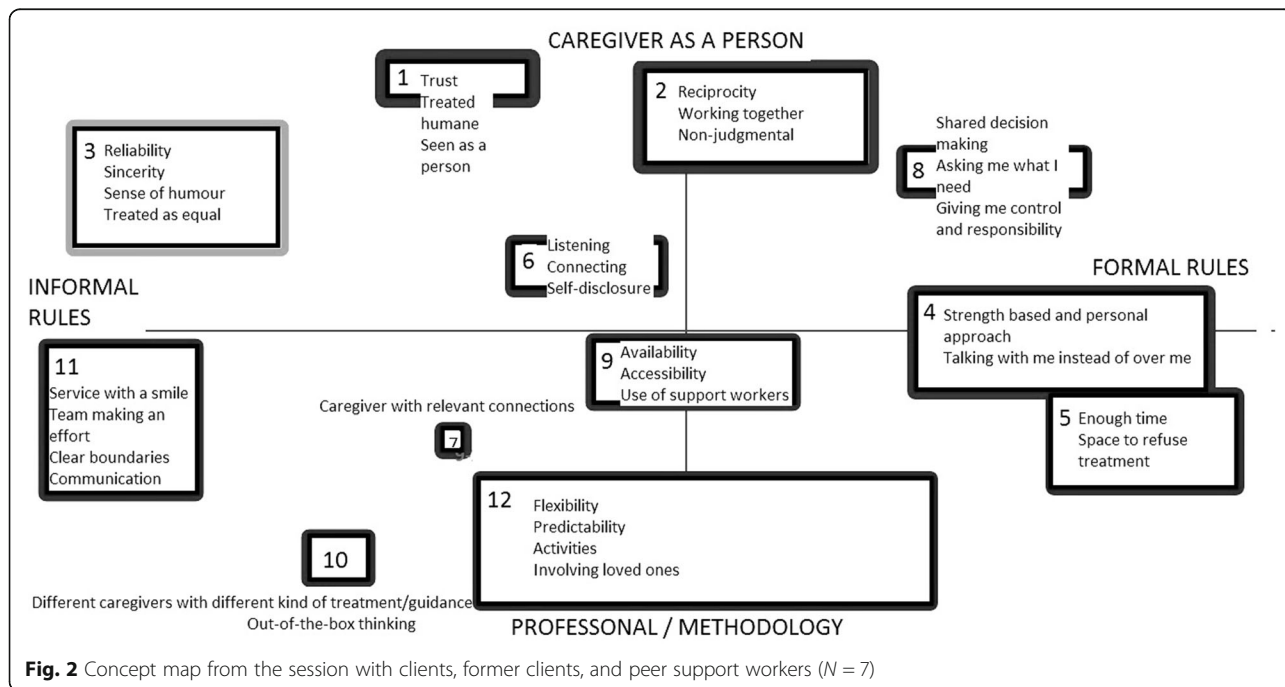 CAREGIVER AS A PERSON
1 Trust
Treated
humane
Seen as a
person
2 Reciprocity
Working together
Non-judgmental
3 Reliability
Sincerity
Sense of humour
Treated as equal
Shared decision
making
8 Asking me what I
need
Giving me control
and responsibility
6 Listening
Connecting
Self-disclosure
INFORMAL
RULES
FORMAL RULES
4 Strength based and personal
approach
Talking with me instead of over me
11
Service with a smile
Team making an
effort
Clear boundaries
Communication
9 Availability
Accessibility
Use of support workers
Caregiver with relevant connections
7
5 Enough time
Space to refuse
treatment
12 Flexibility
Predictability
Activities
Involving loved ones
10
Different caregivers with different kind of treatment/guidance
Out-of-the-box thinking
PROFESSONAL / METHODOLOGY
Fig. 2 Concept map from the session with clients, former clients, and peer support workers (N = 7)